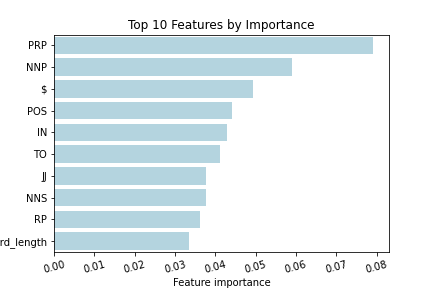 Top 10 Features by Importance
PRP
NNP
$
POS
IN
TO
JJ
NNS
RP
rd_length
0.00 0.01 0.02 0.03 0.04 0.05 0.06 0.07 0.08
Feature importance